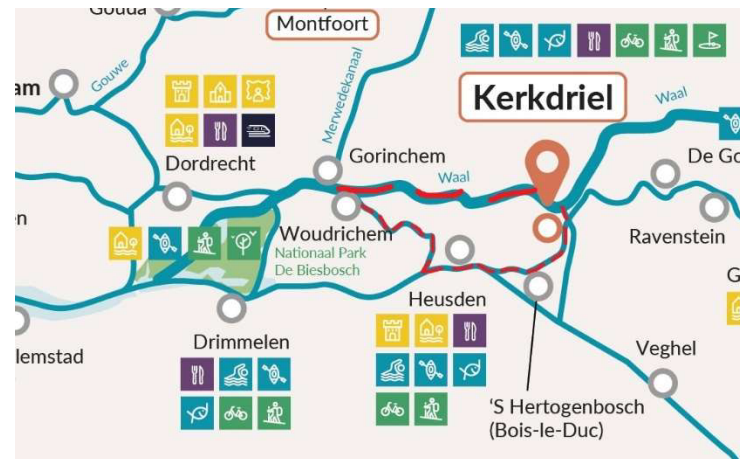 Gouda
Montfoort
Kerkdriel
Gouwe
Merwedekanaal
Waal
am
Dordrecht
Gorinchem
Waal
De Go
en
Woudrichem
Nationaal Park
De Biesbosch
Ravenstein
Heusden
G
Drimmelen
lemstad
Veghel
'S Hertogenbosch
(Bois-le-Duc)